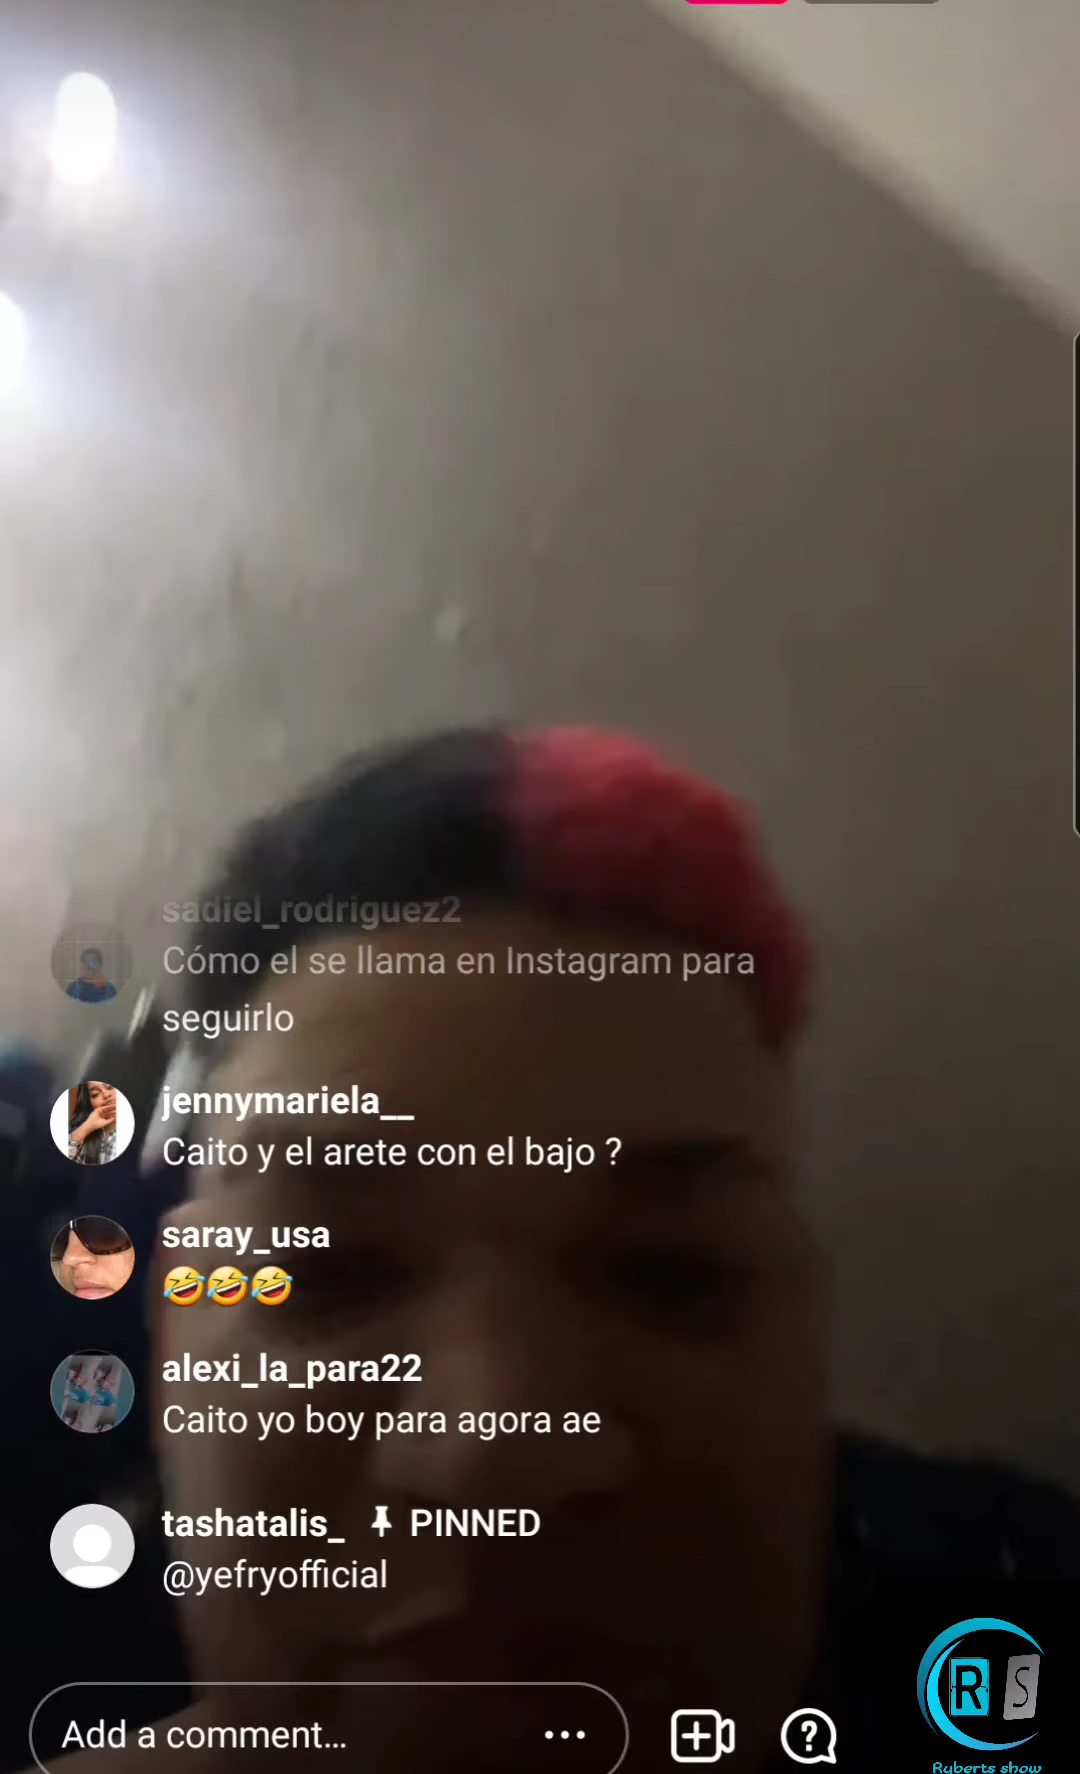 sadiel_rodriguez2
Cómo el se llama en Instagram para
seguirlo
jennymariela__
Caito y el arete con el bajo ?
saray_usa
🤣🤣🤣
alexi_la_para22
Caito yo boy para agora ae
tashatalis_ 📌 PINNED
@yefryofficial
Add a comment...
R S
Ryberts show